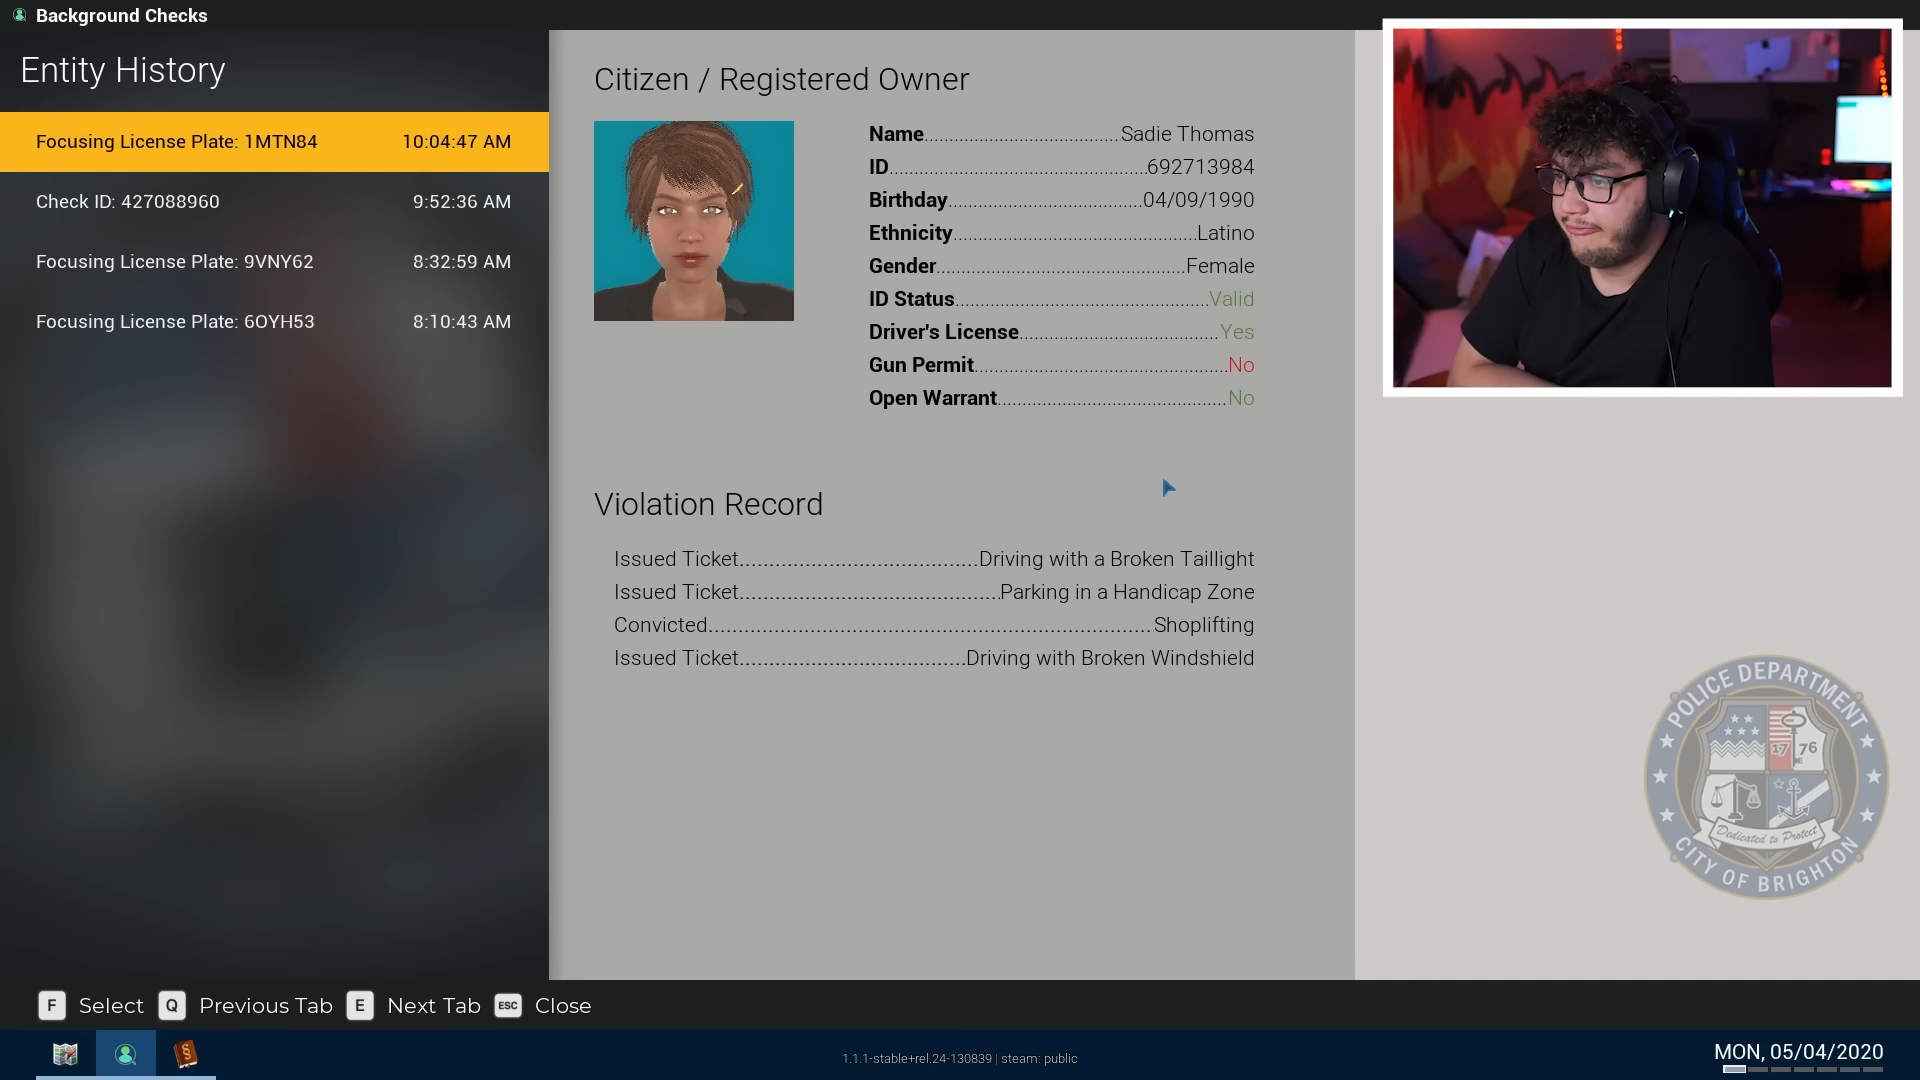 Background Checks
Entity History
Focusing License Plate: 1MTN84 10:04:47 AM
Check ID: 427088960 9:52:36 AM
Focusing License Plate: 9VNY62 8:32:59 AM
Focusing License Plate: 6OYH53 8:10:43 AM
Citizen / Registered Owner
Name.....................................Sadie Thomas
ID.................................................692713984
Birthday.....................................04/09/1990
Ethnicity..............................................Latino
Gender...............................................Female
ID Status................................................Valid
Driver's License......................................Yes
Gun Permit................................................No
Open Warrant...........................................No
Violation Record
Issued Ticket........................................Driving with a Broken Taillight
Issued Ticket...........................................Parking in a Handicap Zone
Convicted..........................................................................Shoplifting
Issued Ticket......................................Driving with Broken Windshield
POLICE DEPARTMENT
17 76
Dedicated to Protect
CITY OF BRIGHTON
F Select Q Previous Tab E Next Tab ESC Close
1.1.1-stable+rel.24-130839 | steam: public
MON, 05/04/2020